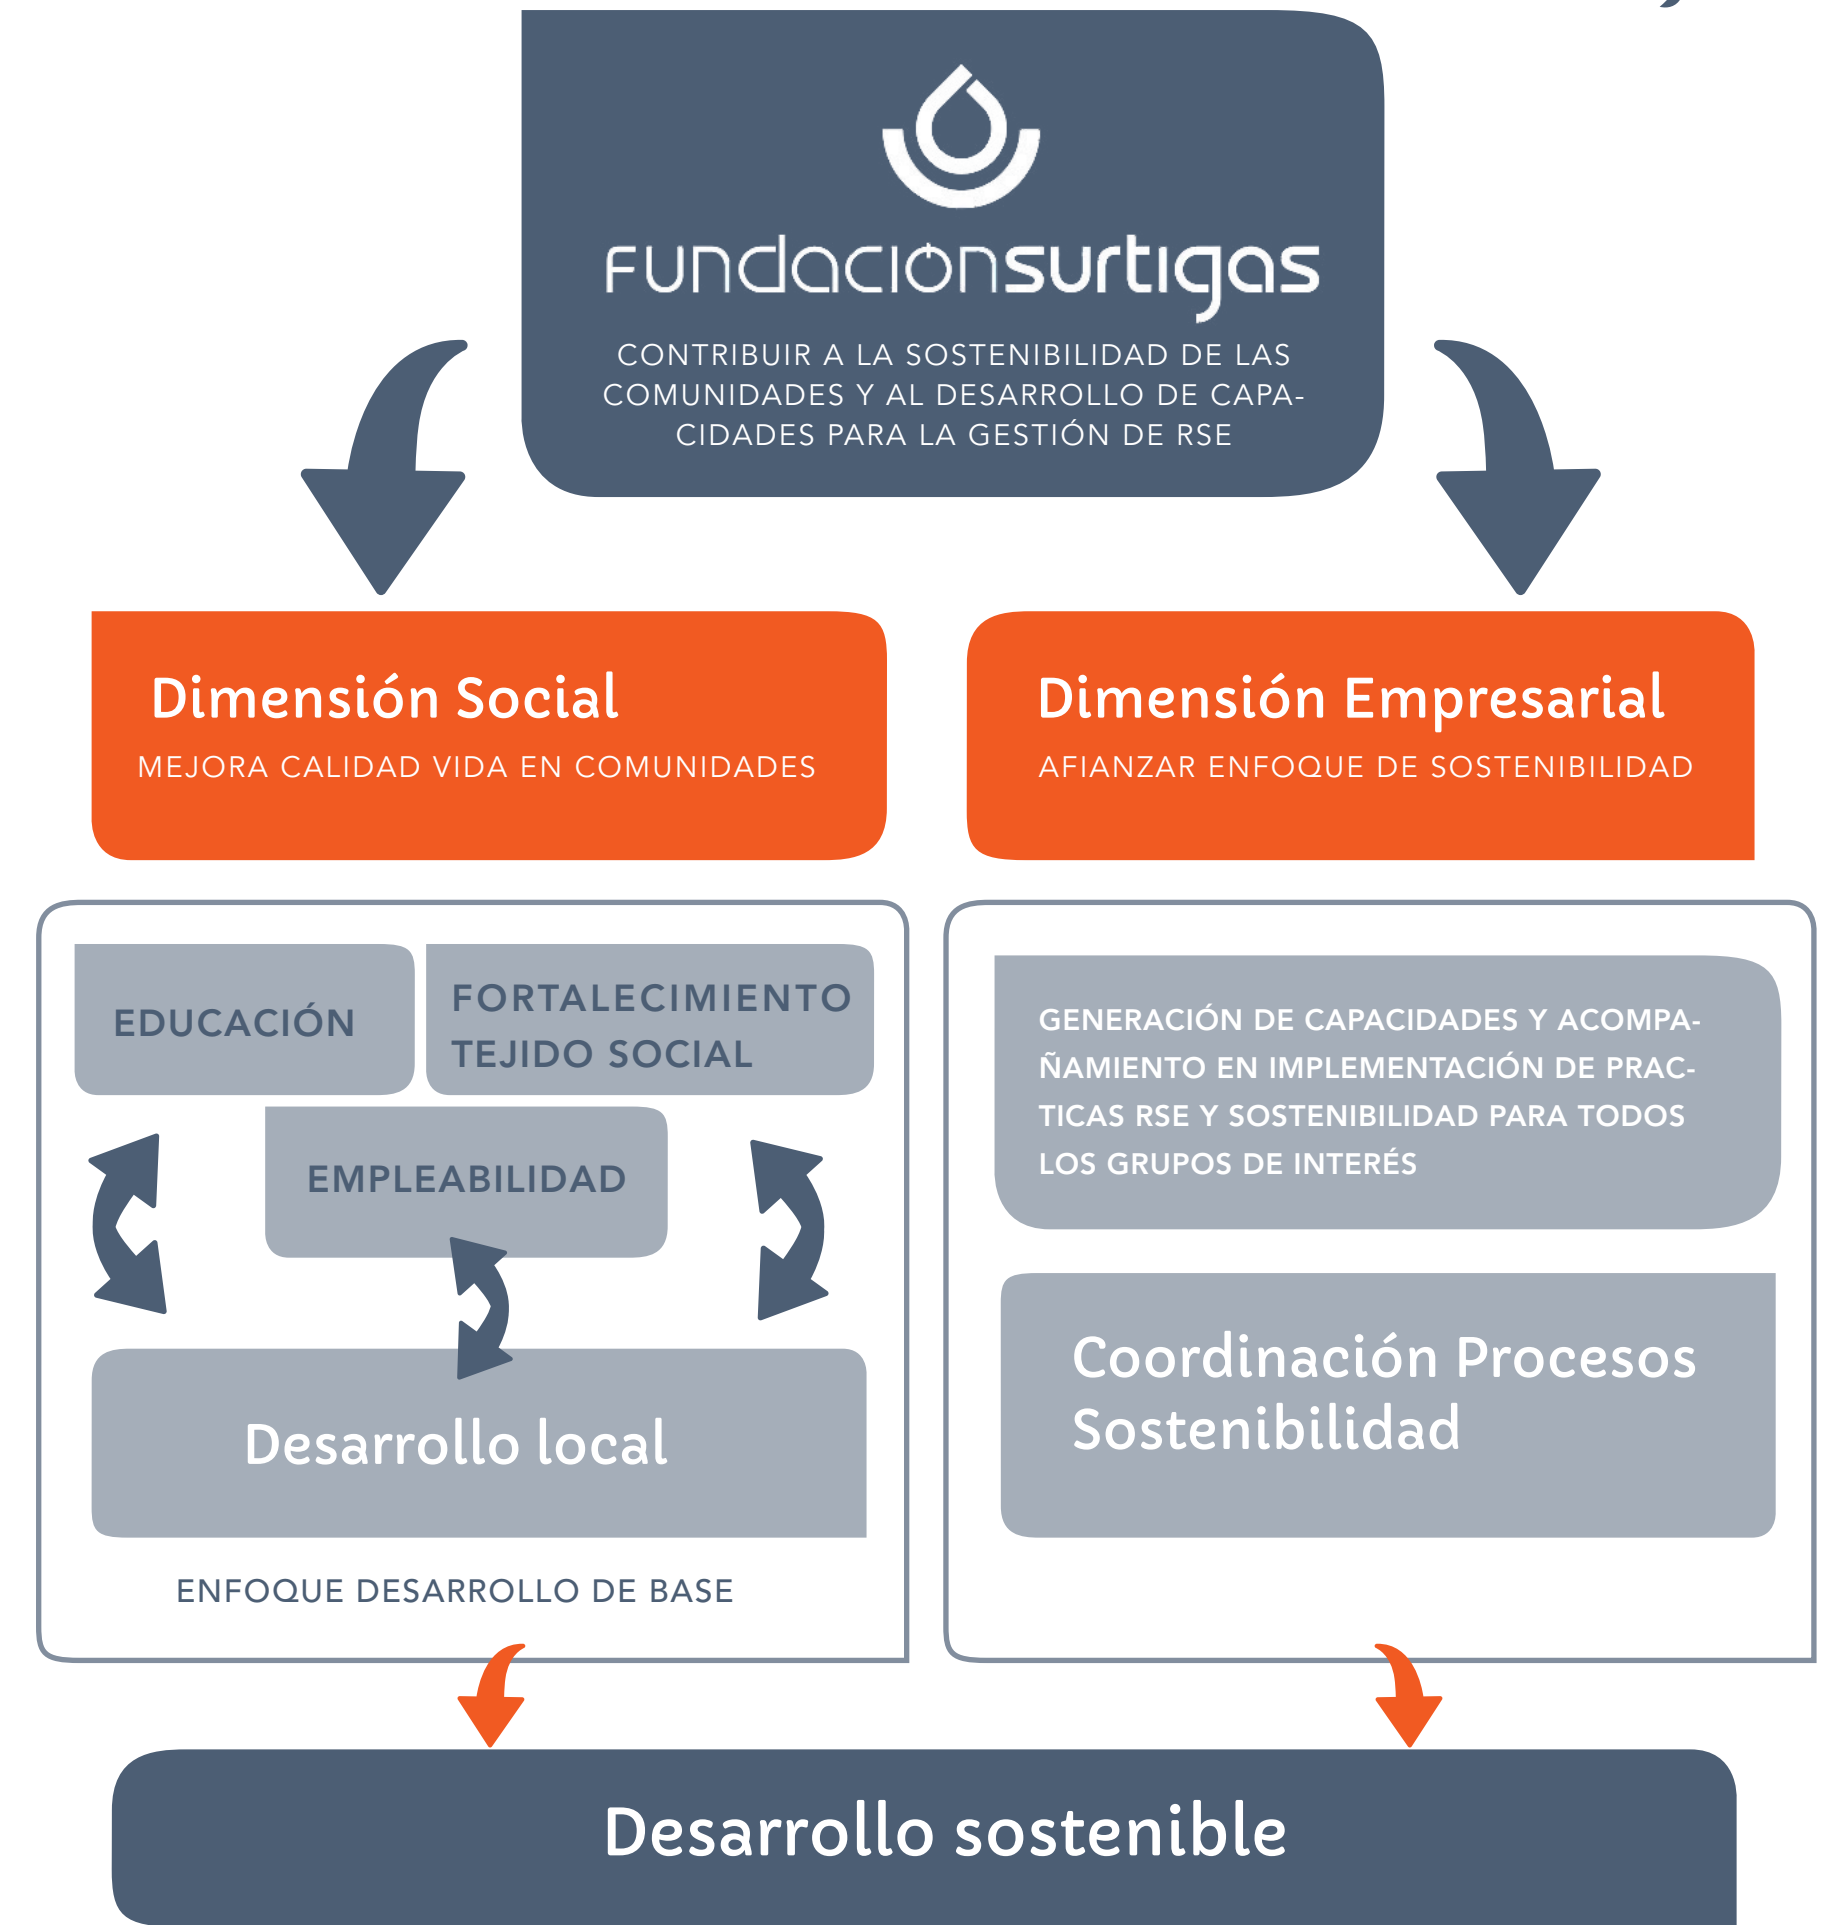 fundaciónsurtigas
CONTRIBUIR A LA SOSTENIBILIDAD DE LAS
COMUNIDADES Y AL DESARROLLO DE CAPA-
CIDADES PARA LA GESTIÓN DE RSE
Dimensión Social
MEJORA CALIDAD VIDA EN COMUNIDADES
Dimensión Empresarial
AFIANZAR ENFOQUE DE SOSTENIBILIDAD
EDUCACIÓN
FORTALECIMIENTO
TEJIDO SOCIAL
EMPLEABILIDAD
Desarrollo local
ENFOQUE DESARROLLO DE BASE
GENERACIÓN DE CAPACIDADES Y ACOMPA-
ÑAMIENTO EN IMPLEMENTACIÓN DE PRAC-
TICAS RSE Y SOSTENIBILIDAD PARA TODOS
LOS GRUPOS DE INTERÉS
Coordinación Procesos
Sostenibilidad
Desarrollo sostenible